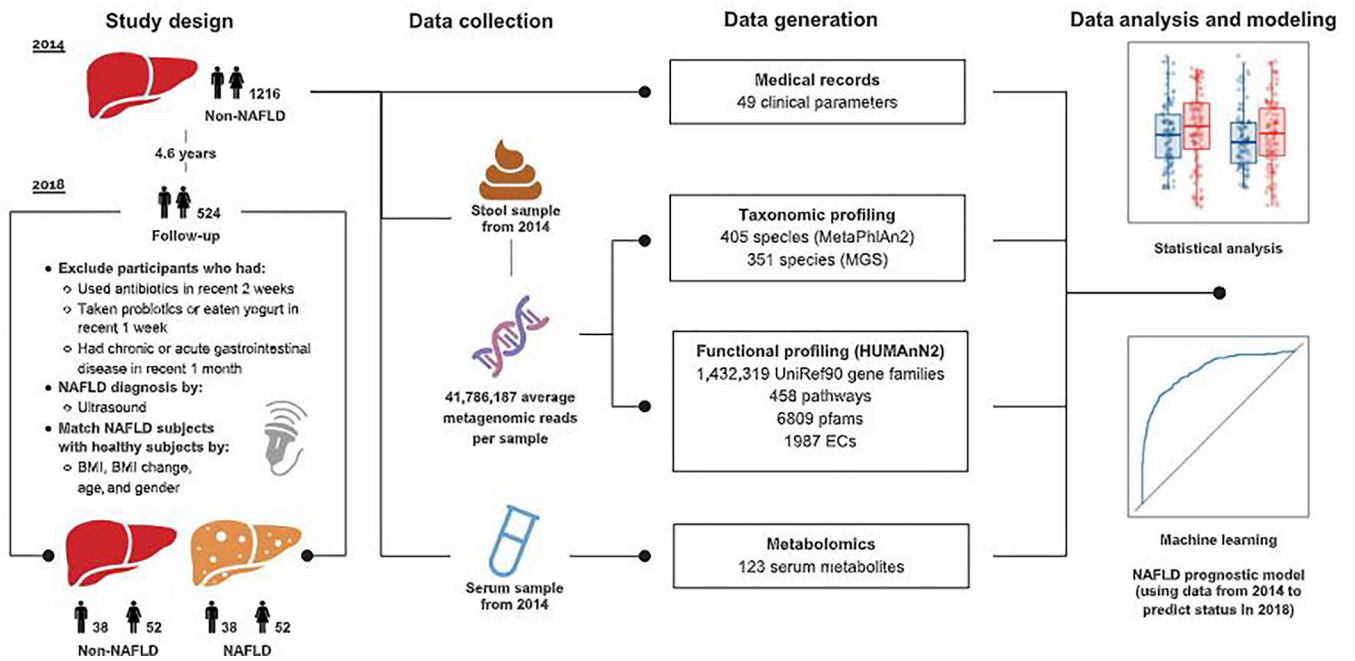 Study design
2014
1216
Non-NAFLD
4.6 years
2018
524
Follow-up
• Exclude participants who had:
○ Used antibiotics in recent 2 weeks
○ Taken probiotics or eaten yogurt in
recent 1 week
○ Had chronic or acute gastrointestinal
disease in recent 1 month
• NAFLD diagnosis by:
○ Ultrasound
• Match NAFLD subjects
with healthy subjects by:
○ BMI, BMI change,
age, and gender
38 52
Non-NAFLD
38 52
NAFLD
Data collection
Stool sample
from 2014
41,786,187 average
metagenomic reads
per sample
Serum sample
from 2014
Data generation
Medical records
49 clinical parameters
Taxonomic profiling
405 species (MetaPhlAn2)
351 species (MGS)
Functional profiling (HUMAnN2)
1,432,319 UniRef90 gene families
458 pathways
6809 pfams
1987 ECs
Metabolomics
123 serum metabolites
Data analysis and modeling
Statistical analysis
Machine learning
NAFLD prognostic model
(using data from 2014 to
predict status in 2018)